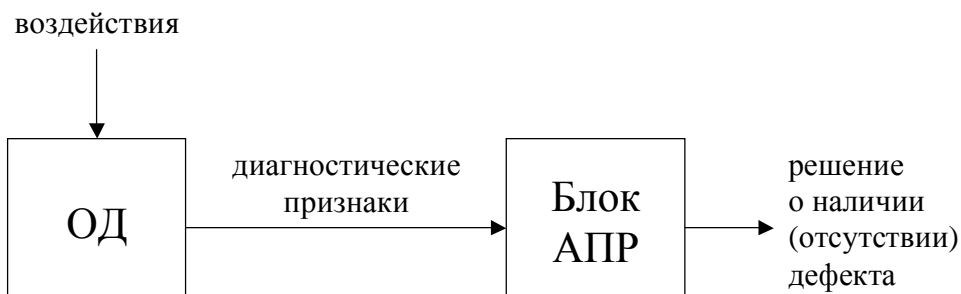 воздействия
ОД
диагностические
признаки
Блок
АПР
решение
о наличии
(отсутствии)
дефекта